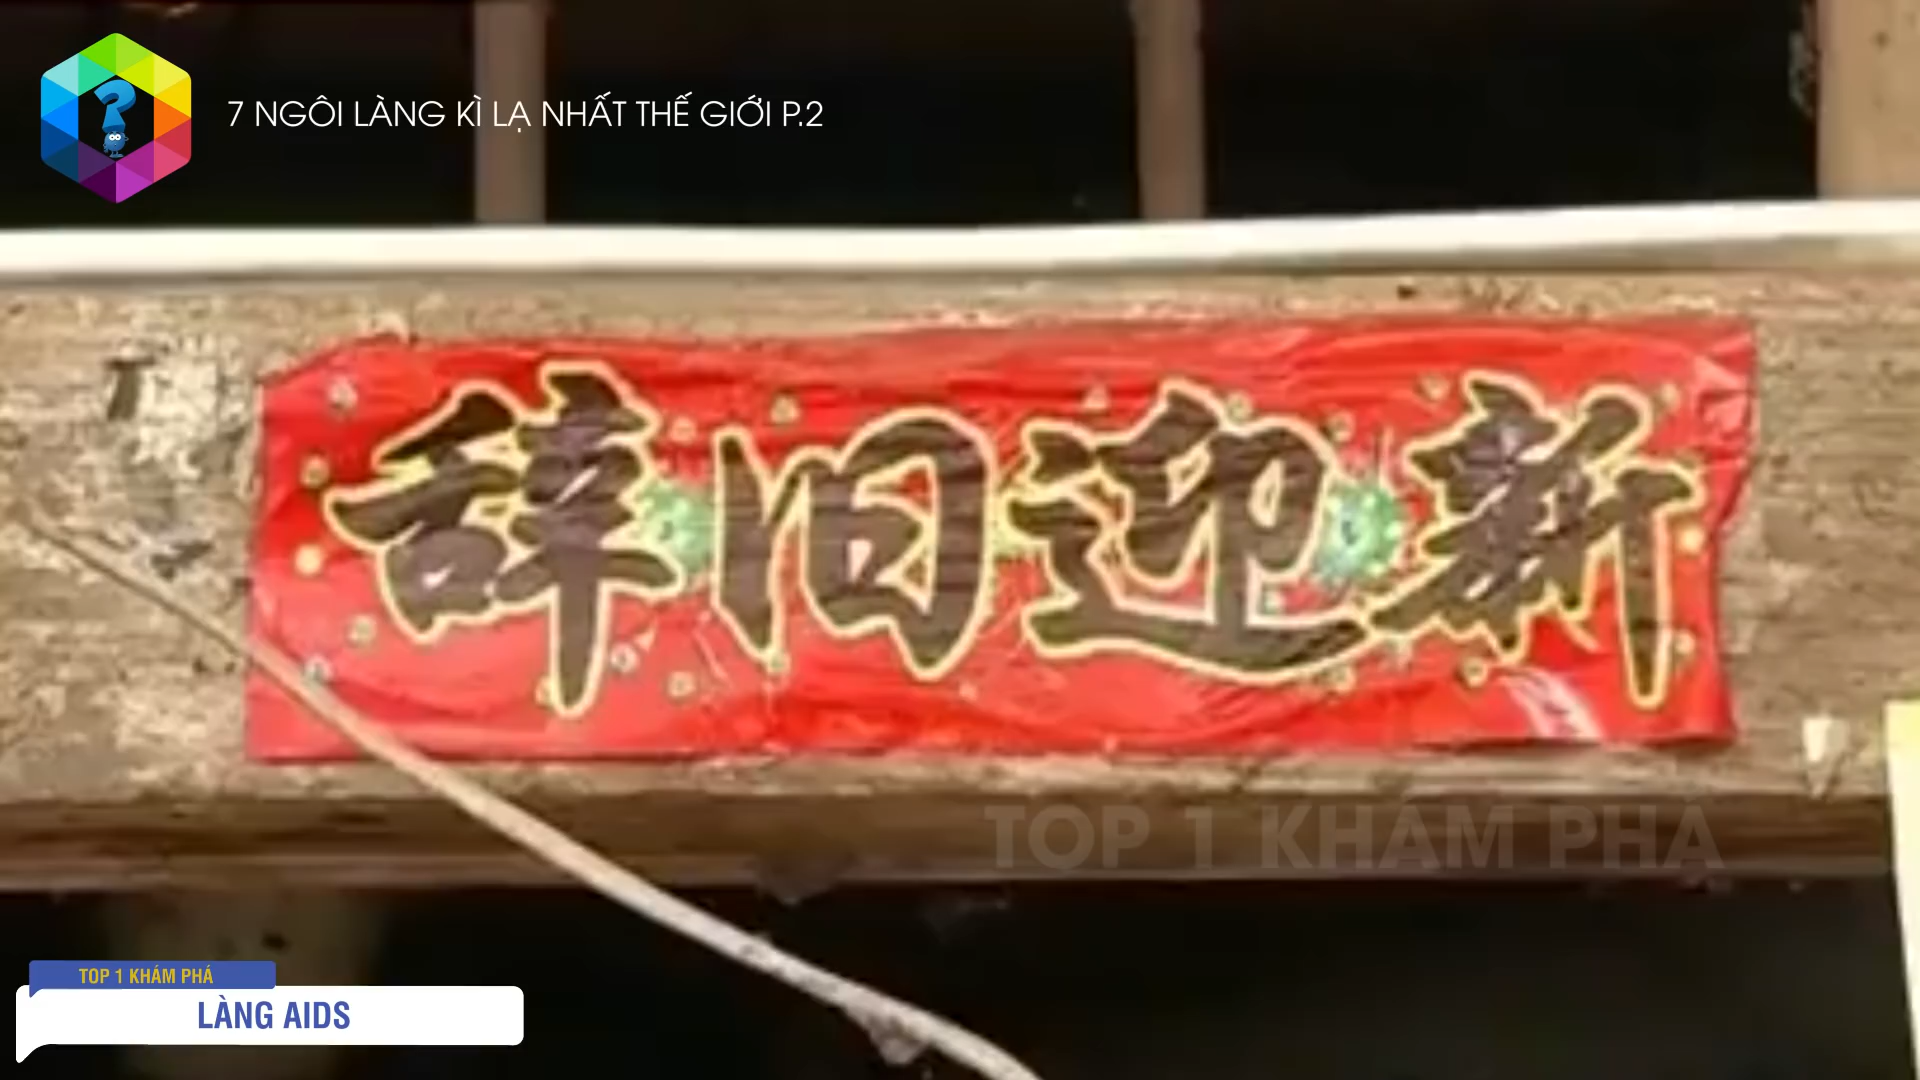 7 NGÔI LÀNG KÌ LẠ NHẤT THẾ GIỚI P.2
辞旧迎新
TOP 1 KHÁM PHÁ
TOP 1 KHÁM PHÁ
LÀNG AIDS